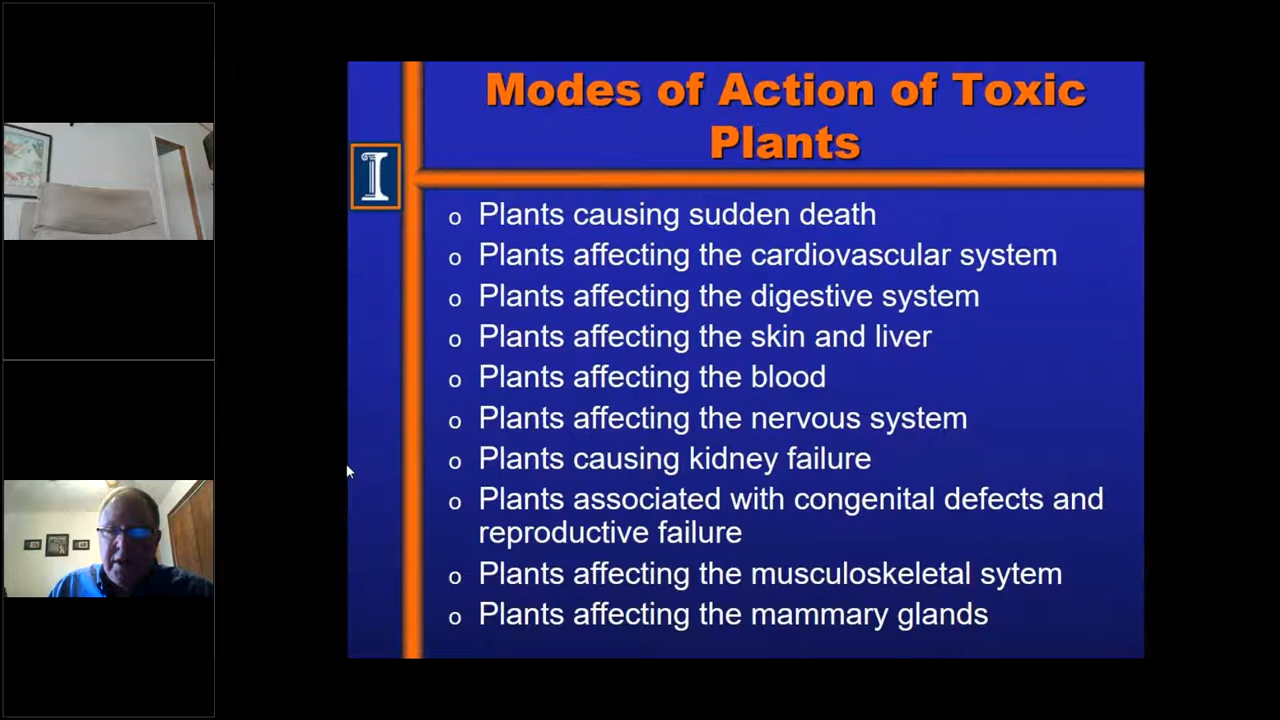 Modes of Action of Toxic
Plants
I
o Plants causing sudden death
o Plants affecting the cardiovascular system
o Plants affecting the digestive system
o Plants affecting the skin and liver
o Plants affecting the blood
o Plants affecting the nervous system
o Plants causing kidney failure
o Plants associated with congenital defects and
reproductive failure
o Plants affecting the musculoskeletal sytem
o Plants affecting the mammary glands